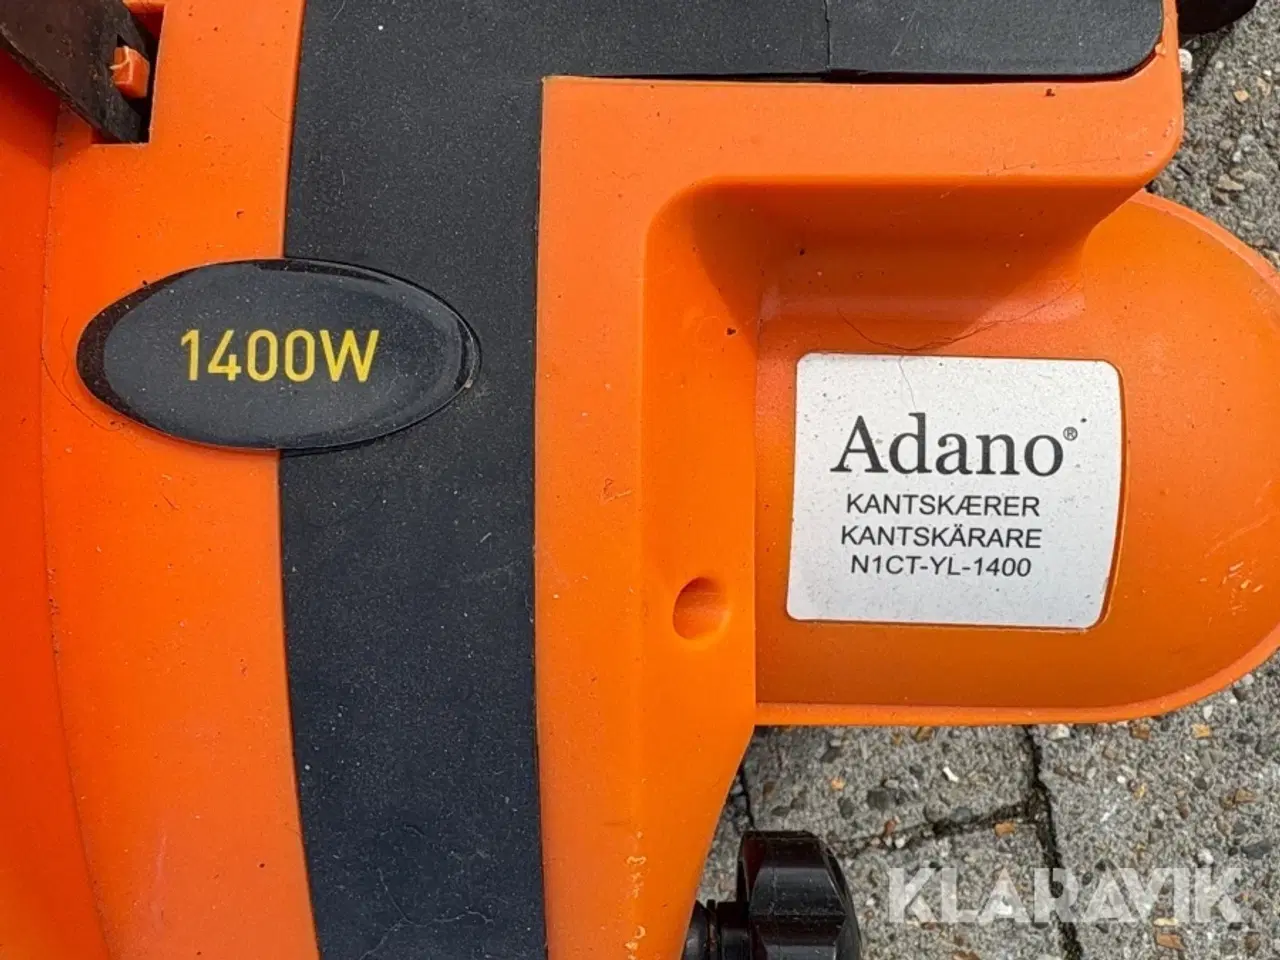 1400W
Adano®
KANTSKÆRER
KANTSKÄRARE
N1CT-YL-1400
KLARAVIK